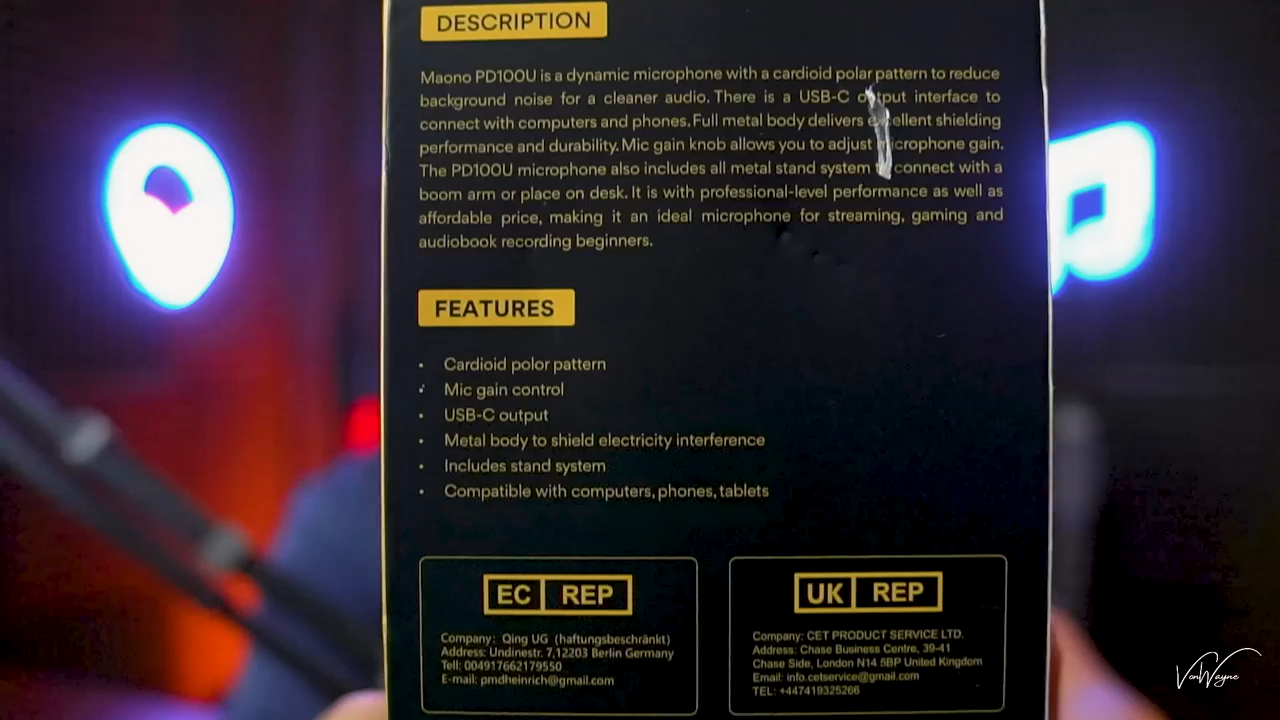 DESCRIPTION
Maono PD100U is a dynamic microphone with a cardioid polar pattern to reduce
background noise for a cleaner audio. There is a USB-C output interface to
connect with computers and phones. Full metal body delivers excellent shielding
performance and durability. Mic gain knob allows you to adjust microphone gain.
The PD100U microphone also includes all metal stand system connect with a
boom arm or place on desk. It is with professional-level performance as well as
affordable price, making it an ideal microphone for streaming, gaming and
audiobook recording beginners.
FEATURES
• Cardioid polor pattern
• Mic gain control
• USB-C output
• Metal body to shield electricity interference
• Includes stand system
• Compatible with computers, phones, tablets
EC REP
Company: Qing UG (haftungsbeschränkt)
Address: Undinestr. 7,12203 Berlin Germany
Tell: 004917662179550
E-mail: pmdheinrich@gmail.com
UK REP
Company: CET PRODUCT SERVICE LTD.
Address: Chase Business Centre, 39-41
Chase Side, London N14 5BP United Kingdom
Email: info.cetservice@gmail.com
TEL: +447419325266
VonWayne